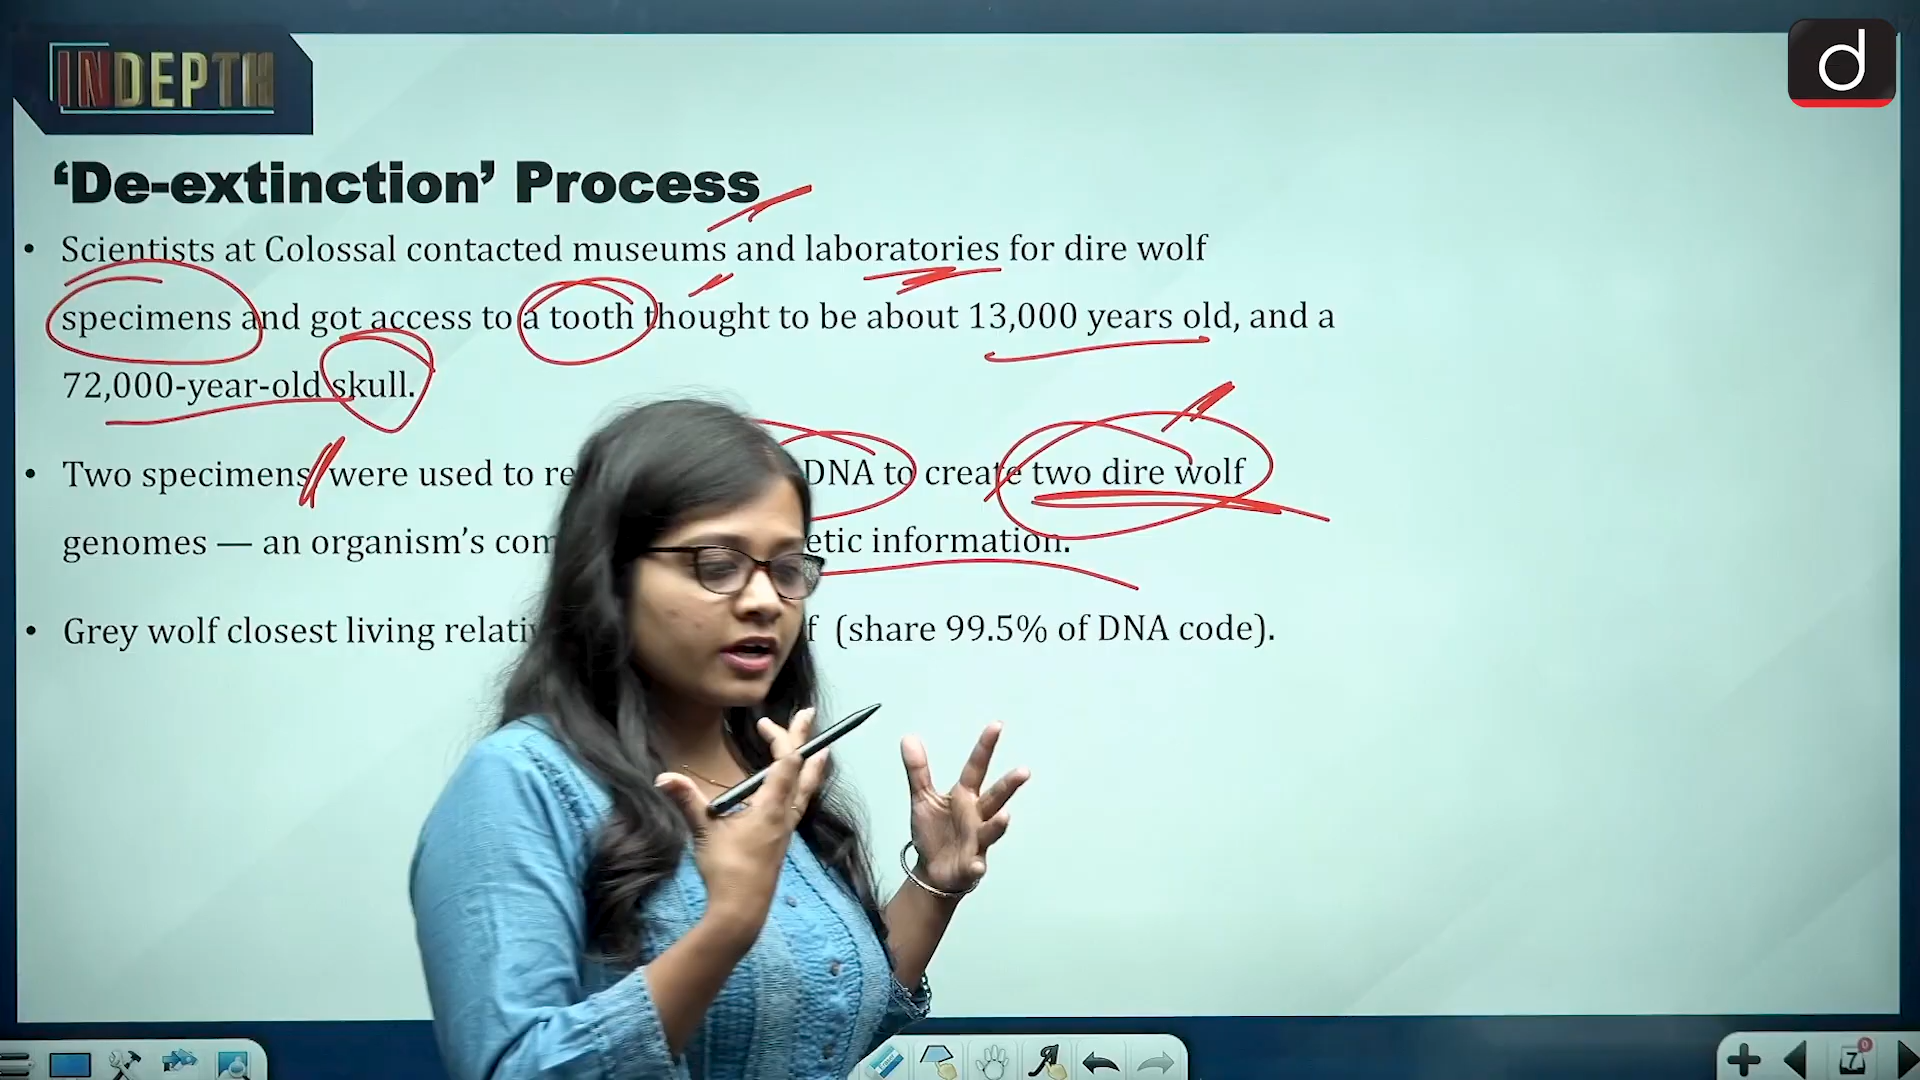 INDEPTH
d
‘De-extinction’ Process
• Scientists at Colossal contacted museums and laboratories for dire wolf
specimens and got access to a tooth thought to be about 13,000 years old, and a
72,000-year-old skull.
• Two specimens were used to re DNA to create two dire wolf
genomes — an organism’s com etic information.
• Grey wolf closest living relati f (share 99.5% of DNA code).
7
0